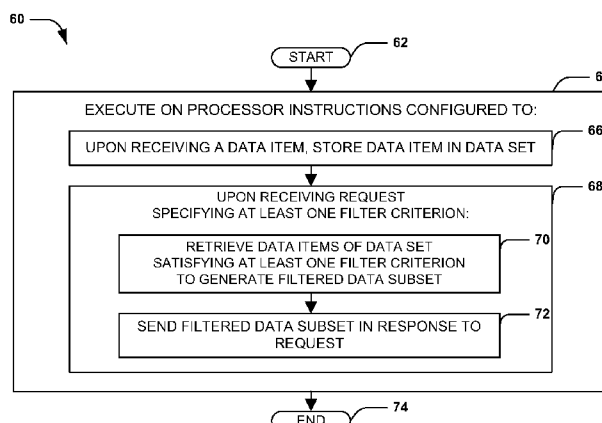 60
62
START
6
EXECUTE ON PROCESSOR INSTRUCTIONS CONFIGURED TO:
66
UPON RECEIVING A DATA ITEM, STORE DATA ITEM IN DATA SET
68
UPON RECEIVING REQUEST
SPECIFYING AT LEAST ONE FILTER CRITERION:
70
RETRIEVE DATA ITEMS OF DATA SET
SATISFYING AT LEAST ONE FILTER CRITERION
TO GENERATE FILTERED DATA SUBSET
72
SEND FILTERED DATA SUBSET IN RESPONSE TO
REQUEST
74
END